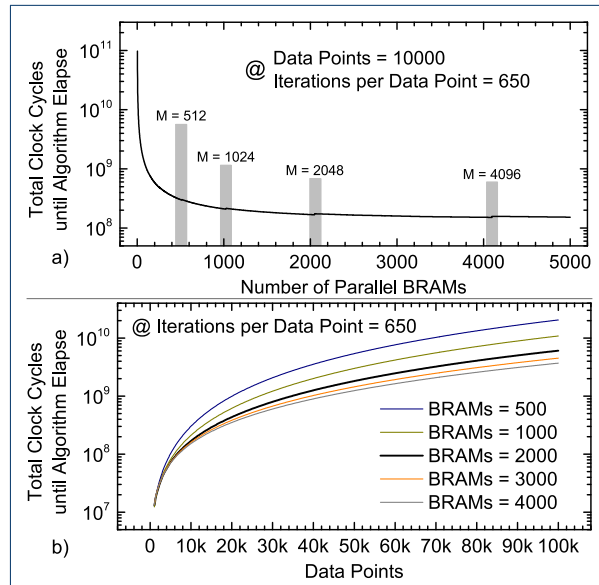 Total Clock Cycles
until Algorithm Elapse
10^11
10^10
10^9
10^8
@ Data Points = 10000
Iterations per Data Point = 650
M = 512
M = 1024
M = 2048
M = 4096
0 1000 2000 3000 4000 5000
Number of Parallel BRAMs
a)
@ Iterations per Data Point = 650
Total Clock Cycles
until Algorithm Elapse
10^10
10^9
10^8
10^7
BRAMs = 500
BRAMs = 1000
BRAMs = 2000
BRAMs = 3000
BRAMs = 4000
0 10k 20k 30k 40k 50k 60k 70k 80k 90k 100k
Data Points
b)